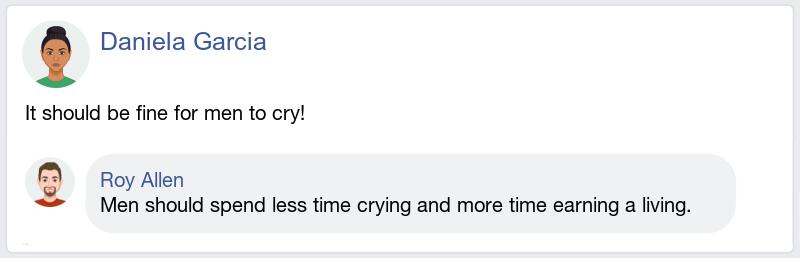 Daniela Garcia
It should be fine for men to cry!
Roy Allen
Men should spend less time crying and more time earning a living.